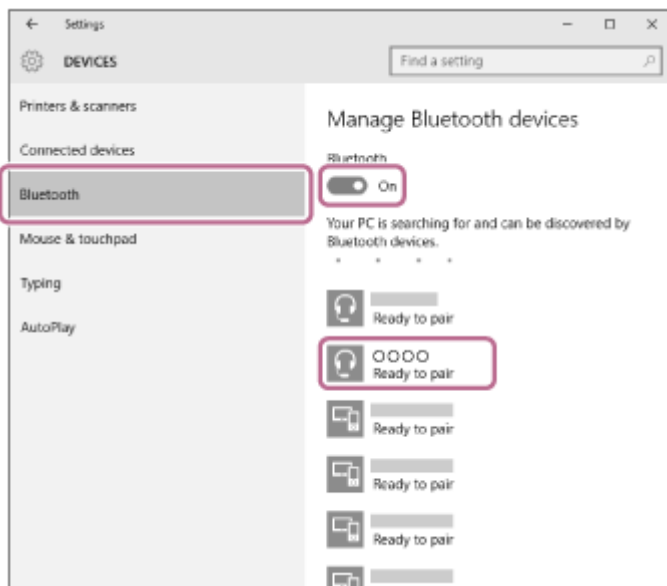 Settings
DEVICES
Find a setting
Printers & scanners
Connected devices
Bluetooth
Mouse & touchpad
Typing
AutoPlay
Manage Bluetooth devices
Bluetooth
On
Your PC is searching for and can be discovered by
Bluetooth devices.
Ready to pair
OOOO
Ready to pair
Ready to pair
Ready to pair
Ready to pair